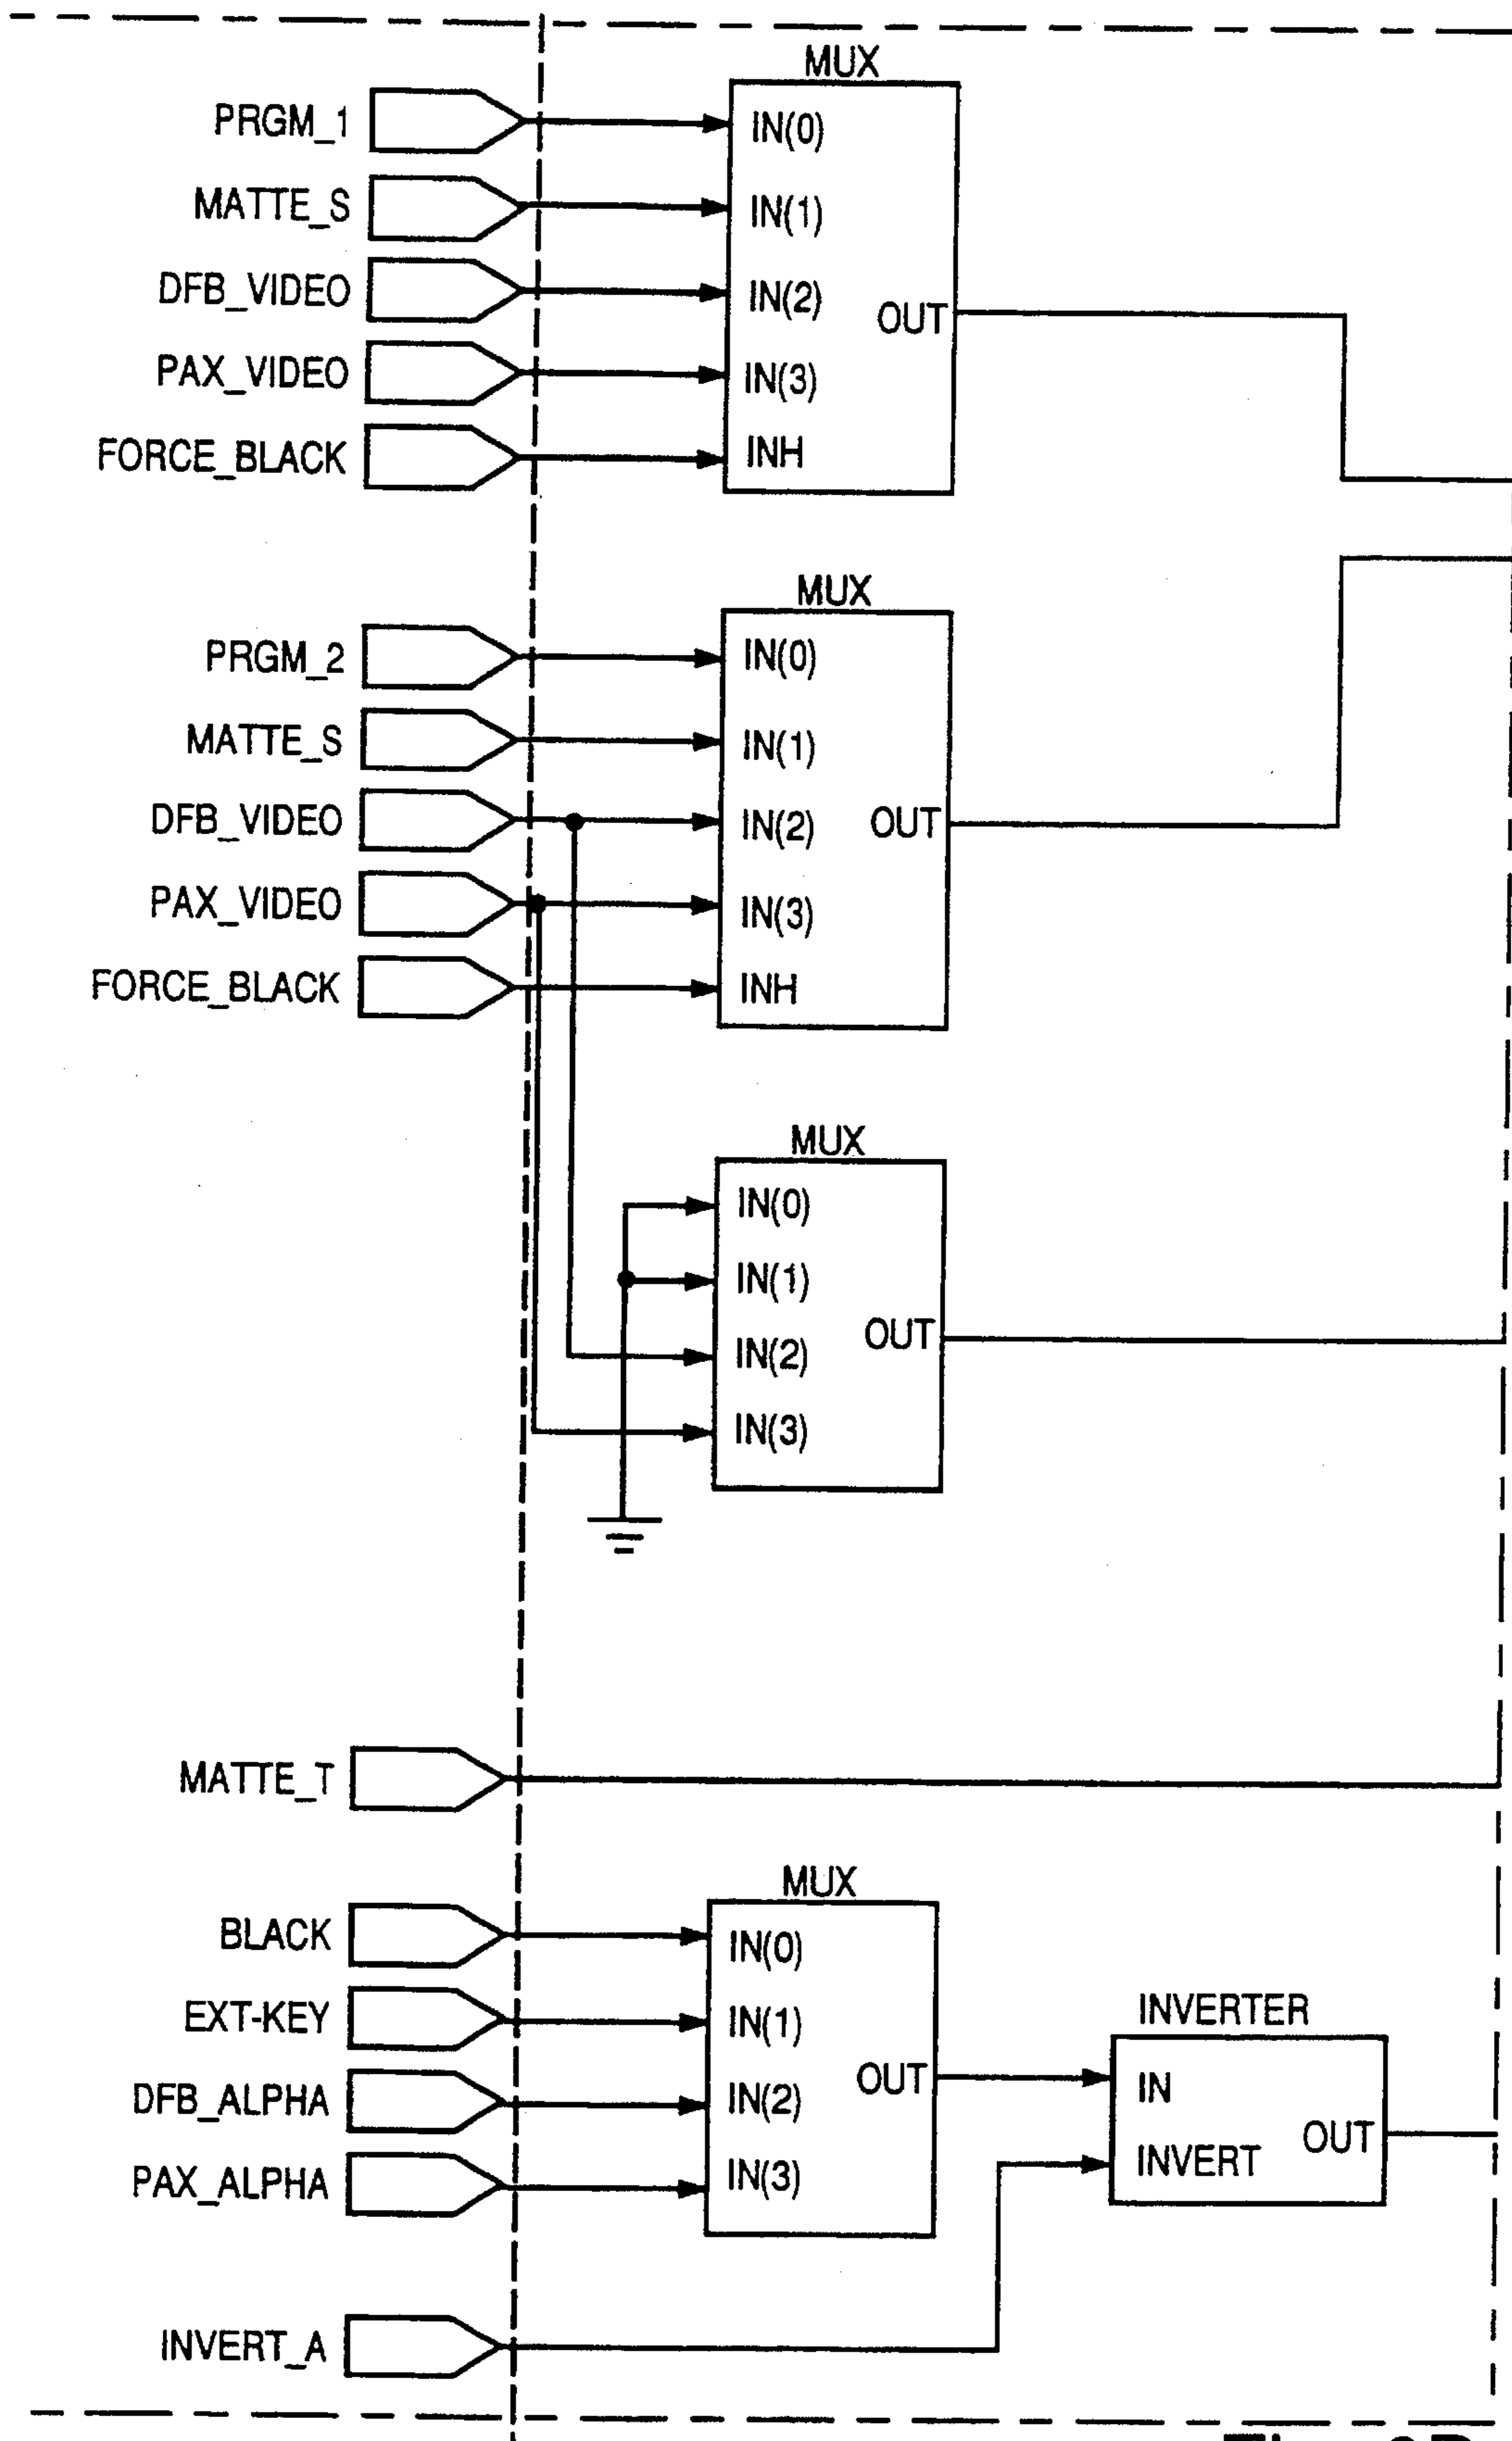 MUX
PRGM_1
IN(0)
MATTE_S
IN(1)
DFB_VIDEO
IN(2)
OUT
PAX_VIDEO
IN(3)
FORCE_BLACK
INH
MUX
PRGM_2
IN(0)
MATTE_S
IN(1)
DFB_VIDEO
IN(2)
OUT
PAX_VIDEO
IN(3)
FORCE_BLACK
INH
MUX
IN(0)
IN(1)
OUT
IN(2)
IN(3)
MATTE_T
MUX
BLACK
IN(0)
EXT-KEY
IN(1)
INVERTER
DFB_ALPHA
IN(2)
OUT
IN
PAX_ALPHA
IN(3)
INVERT
OUT
INVERT_A